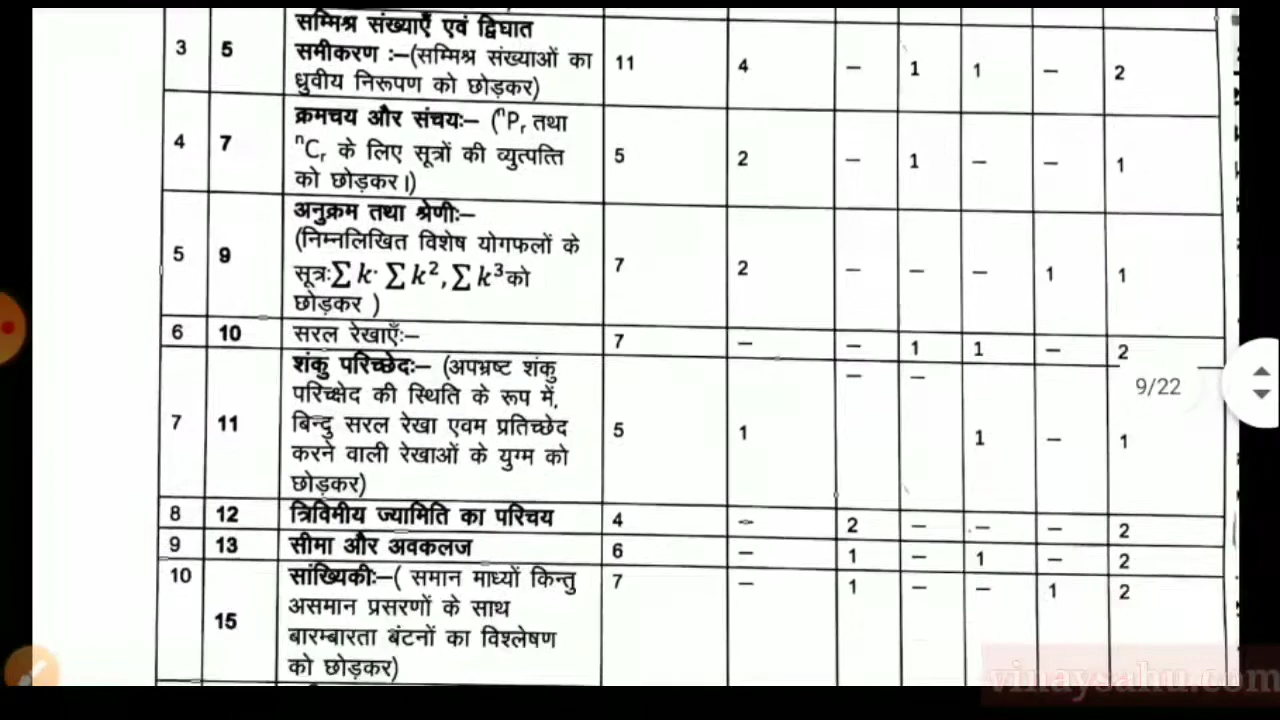 3 5 सम्मिश्र संख्याएँ एवं द्विघात
समीकरण :–(सम्मिश्र संख्याओं का
ध्रुवीय निरूपण को छोड़कर) 11 4 – 1 1 – 2
4 7 क्रमचय और संचयः– (ⁿPᵣ तथा
ⁿCᵣ के लिए सूत्रों की व्युत्पत्ति
को छोड़कर।) 5 2 – 1 – – 1
5 9 अनुक्रम तथा श्रेणीः–
(निम्नलिखित विशेष योगफलों के
सूत्रः∑ k· ∑ k², ∑ k³को
छोड़कर ) 7 2 – – – 1 1
6 10 सरल रेखाएँः– 7 – – 1 1 – 2
7 11 शंकु परिच्छेदः– (अपभ्रष्ट शंकु
परिच्क्षेद की स्थिति के रूप में,
बिन्दु सरल रेखा एवम प्रतिच्छेद
करने वाली रेखाओं के युग्म को
छोड़कर) 5 1 – – 1 – 1
9/22
8 12 त्रिविमीय ज्यामिति का परिचय 4 – 2 – – – 2
9 13 सीमा और अवकलज 6 – 1 – 1 – 2
10 15 सांख्यिकीः–( समान माध्यों किन्तु
असमान प्रसरणों के साथ
बारम्बारता बंटनों का विश्लेषण
को छोड़कर) 7 – 1 – – 1 2
vinaysahu.com